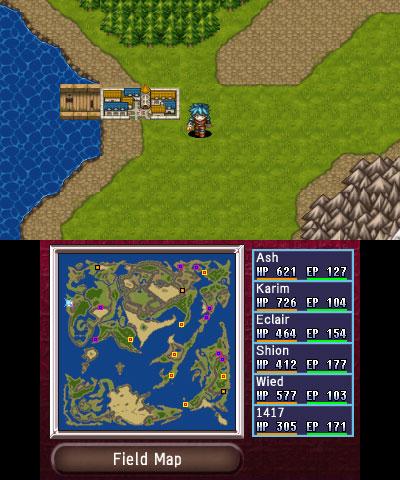 Ash
HP 621 EP 127
Karim
HP 726 EP 104
Eclair
HP 464 EP 154
Shion
HP 412 EP 177
Wied
HP 577 EP 103
1417
HP 305 EP 171
Field Map